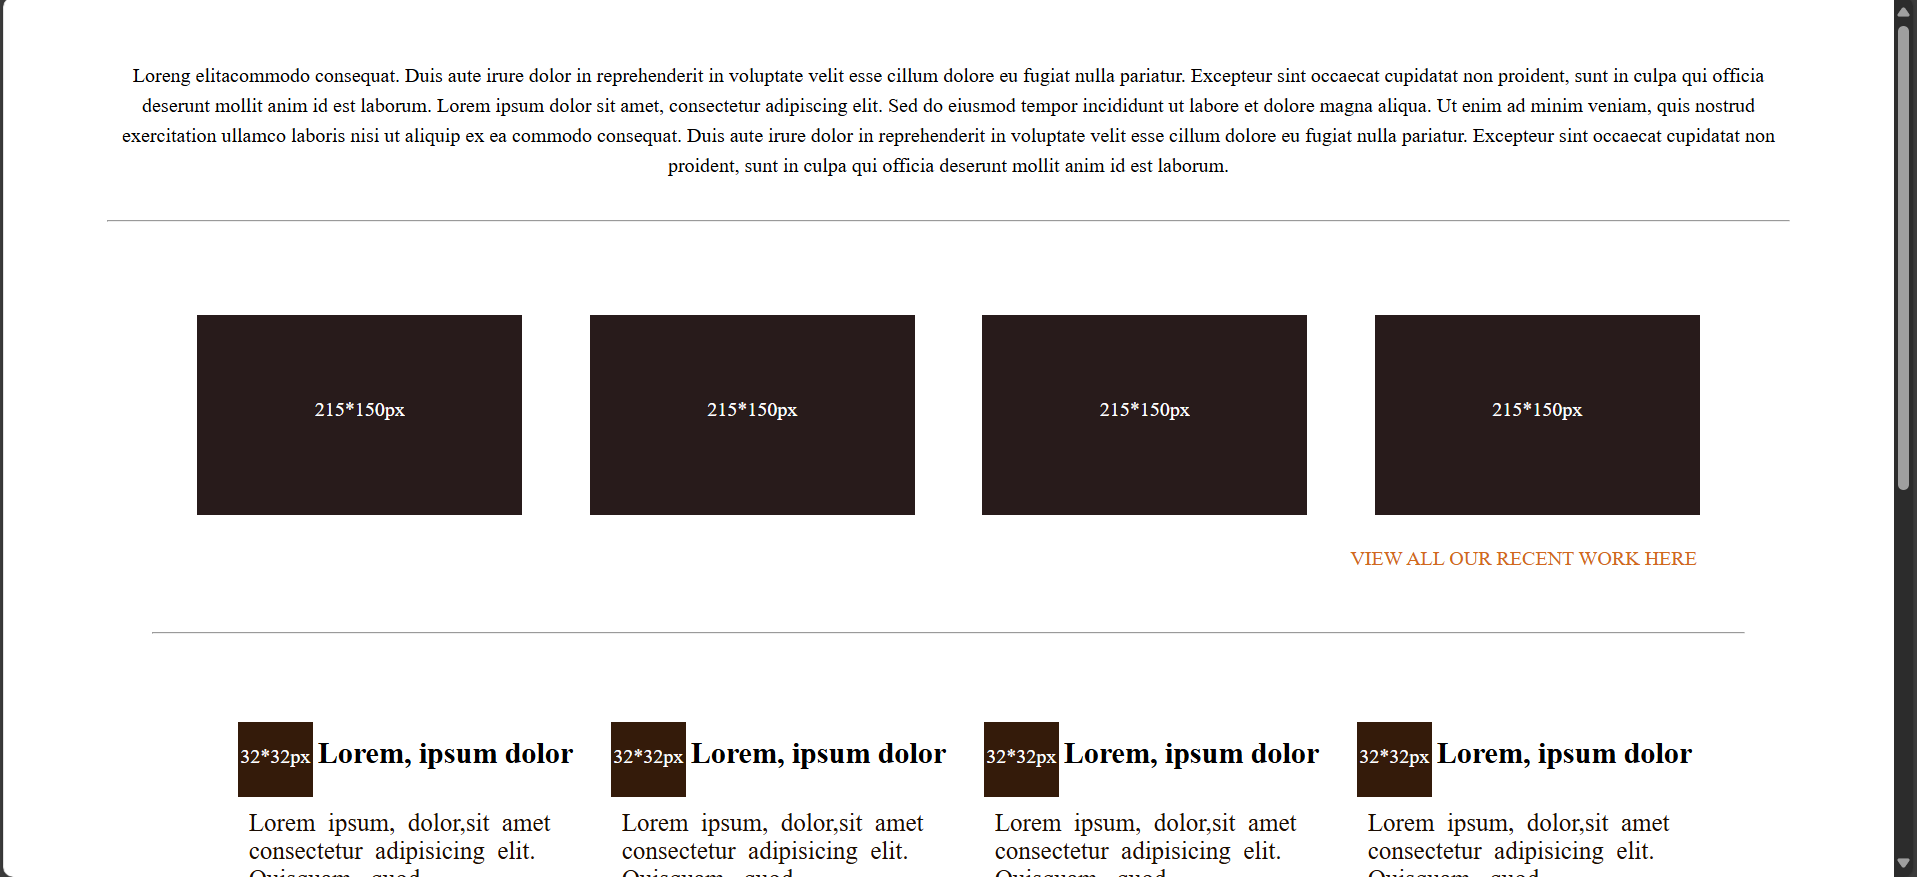 Loreng elitacommodo consequat. Duis aute irure dolor in reprehenderit in voluptate velit esse cillum dolore eu fugiat nulla pariatur. Excepteur sint occaecat cupidatat non proident, sunt in culpa qui officia
deserunt mollit anim id est laborum. Lorem ipsum dolor sit amet, consectetur adipiscing elit. Sed do eiusmod tempor incididunt ut labore et dolore magna aliqua. Ut enim ad minim veniam, quis nostrud
exercitation ullamco laboris nisi ut aliquip ex ea commodo consequat. Duis aute irure dolor in reprehenderit in voluptate velit esse cillum dolore eu fugiat nulla pariatur. Excepteur sint occaecat cupidatat non
proident, sunt in culpa qui officia deserunt mollit anim id est laborum.
215*150px
215*150px
215*150px
215*150px
VIEW ALL OUR RECENT WORK HERE
32*32px Lorem, ipsum dolor
Lorem ipsum, dolor,sit amet
consectetur adipisicing elit.
Quisquam quod
32*32px Lorem, ipsum dolor
Lorem ipsum, dolor,sit amet
consectetur adipisicing elit.
Quisquam quod
32*32px Lorem, ipsum dolor
Lorem ipsum, dolor,sit amet
consectetur adipisicing elit.
Quisquam quod
32*32px Lorem, ipsum dolor
Lorem ipsum, dolor,sit amet
consectetur adipisicing elit.
Quisquam quod